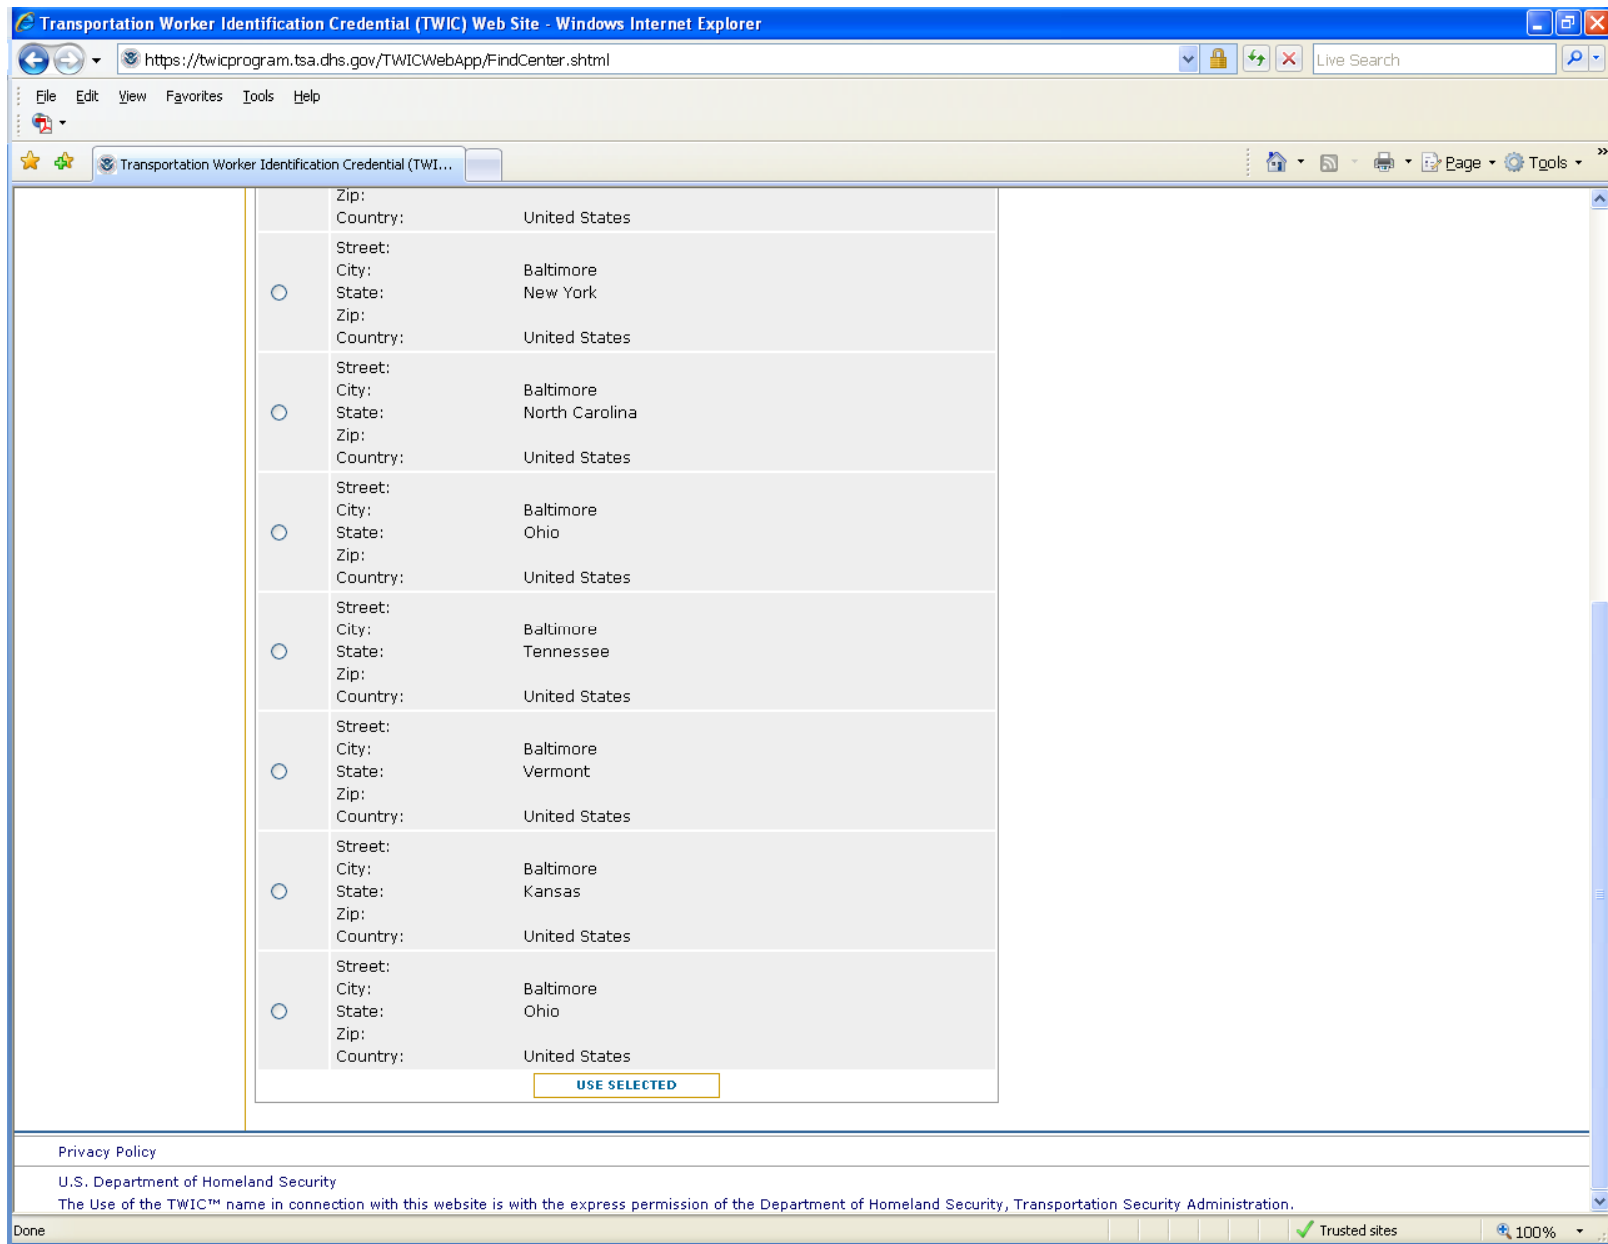 Transportation Worker Identification Credential (TWIC) Web Site - Windows Internet Explorer
https://twicprogram.tsa.dhs.gov/TWICWebApp/FindCenter.shtml
Live Search
File Edit View Favorites Tools Help
Transportation Worker Identification Credential (TWI...
Page Tools »
Zip:
Country: United States
Street:
City: Baltimore
State: New York
Zip:
Country: United States
Street:
City: Baltimore
State: North Carolina
Zip:
Country: United States
Street:
City: Baltimore
State: Ohio
Zip:
Country: United States
Street:
City: Baltimore
State: Tennessee
Zip:
Country: United States
Street:
City: Baltimore
State: Vermont
Zip:
Country: United States
Street:
City: Baltimore
State: Kansas
Zip:
Country: United States
Street:
City: Baltimore
State: Ohio
Zip:
Country: United States
USE SELECTED
Privacy Policy
U.S. Department of Homeland Security
The Use of the TWIC™ name in connection with this website is with the express permission of the Department of Homeland Security, Transportation Security Administration.
Done Trusted sites 100%